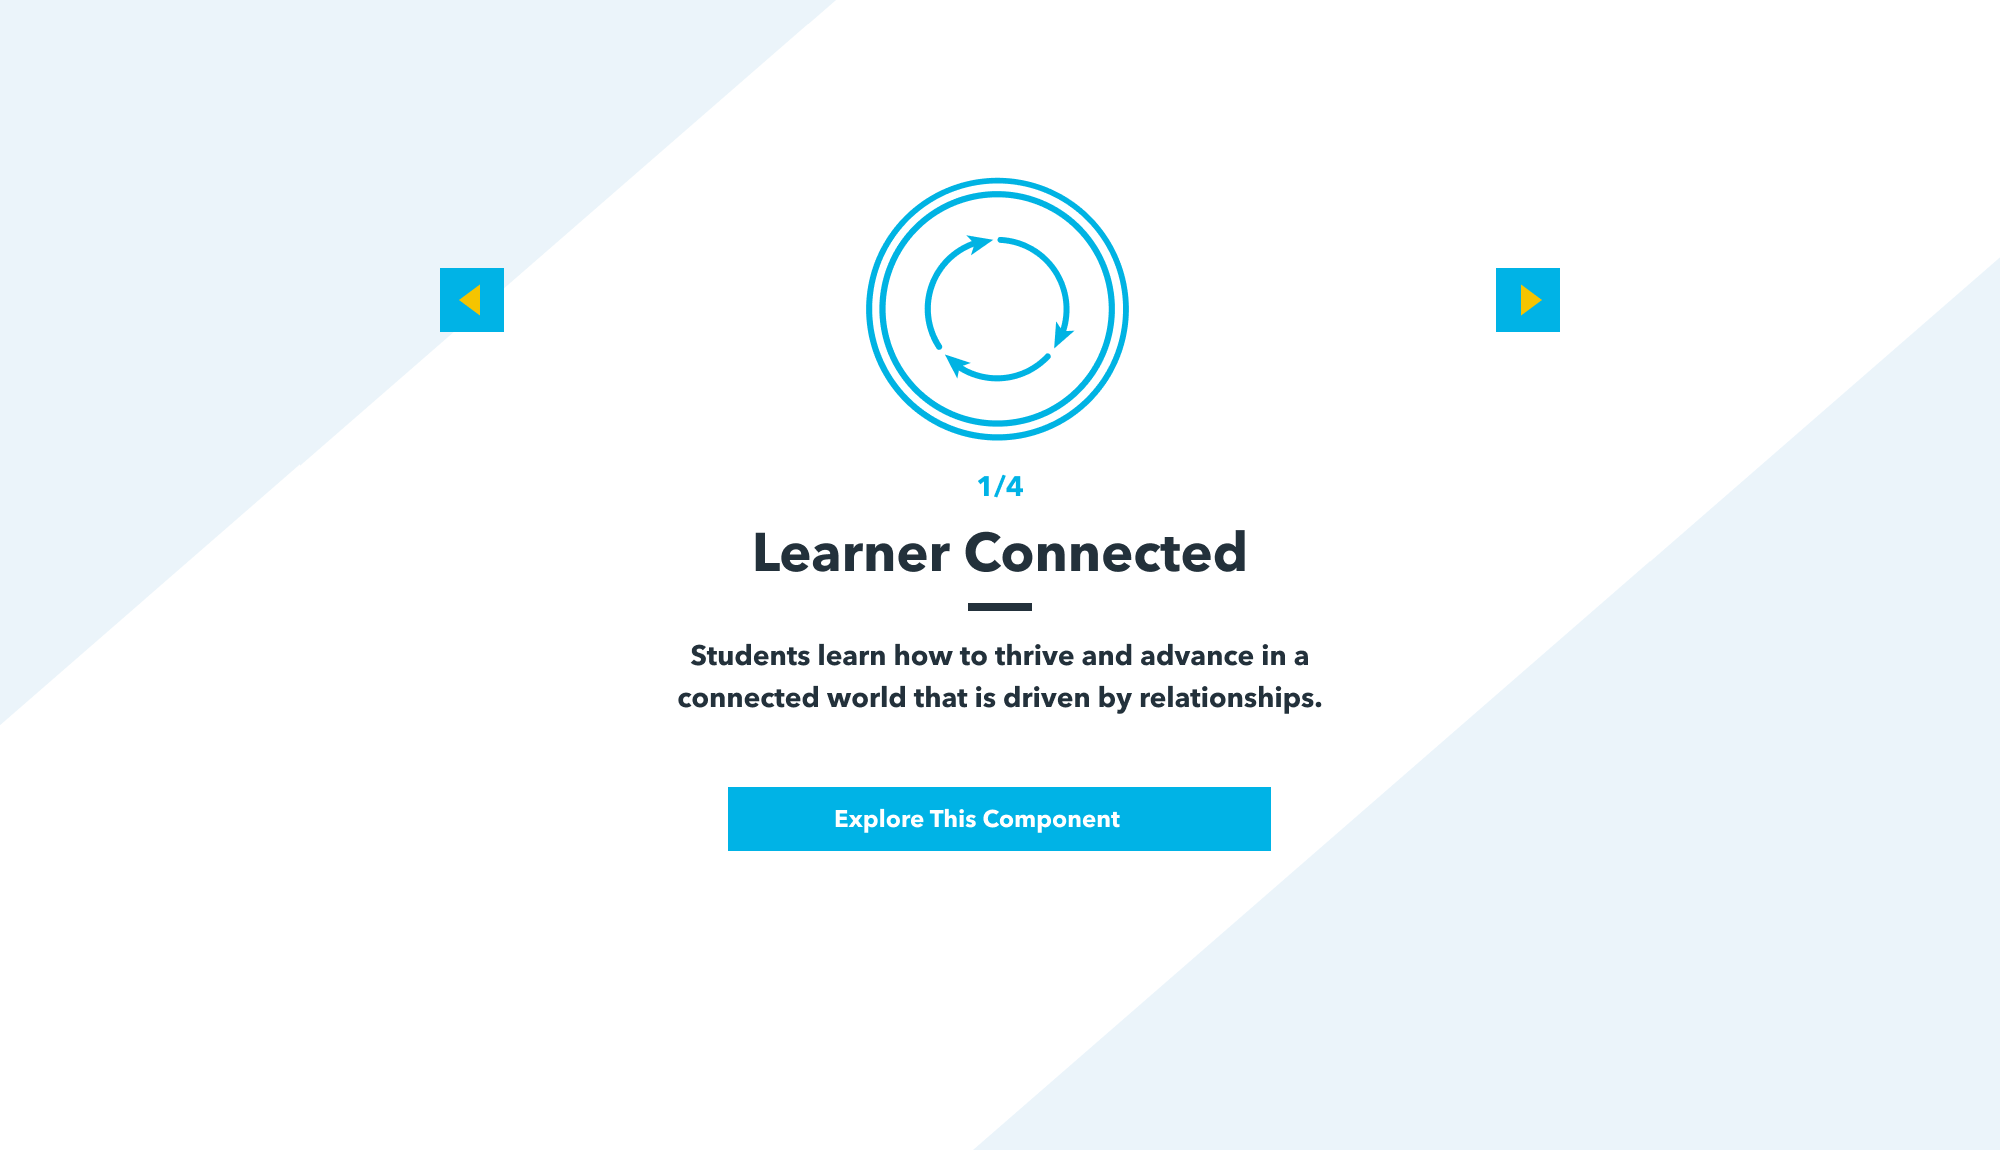 1/4
Learner Connected
Students learn how to thrive and advance in a
connected world that is driven by relationships.
Explore This Component